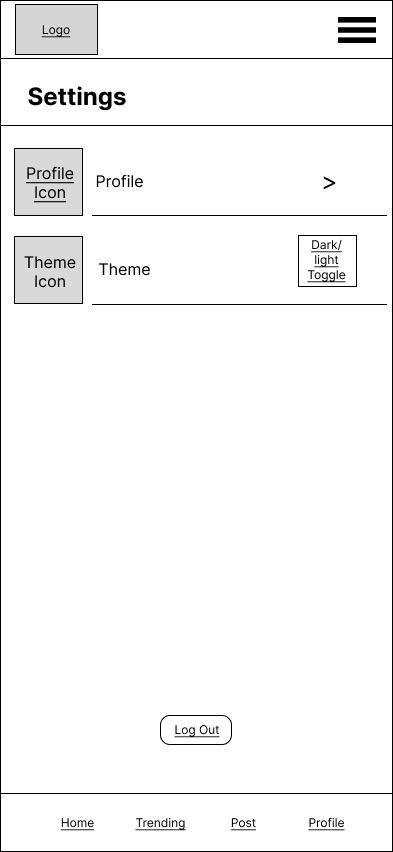 Logo
Settings
Profile
Icon
Profile
>
Theme
Icon
Theme
Dark/
light
Toggle
Log Out
Home Trending Post Profile